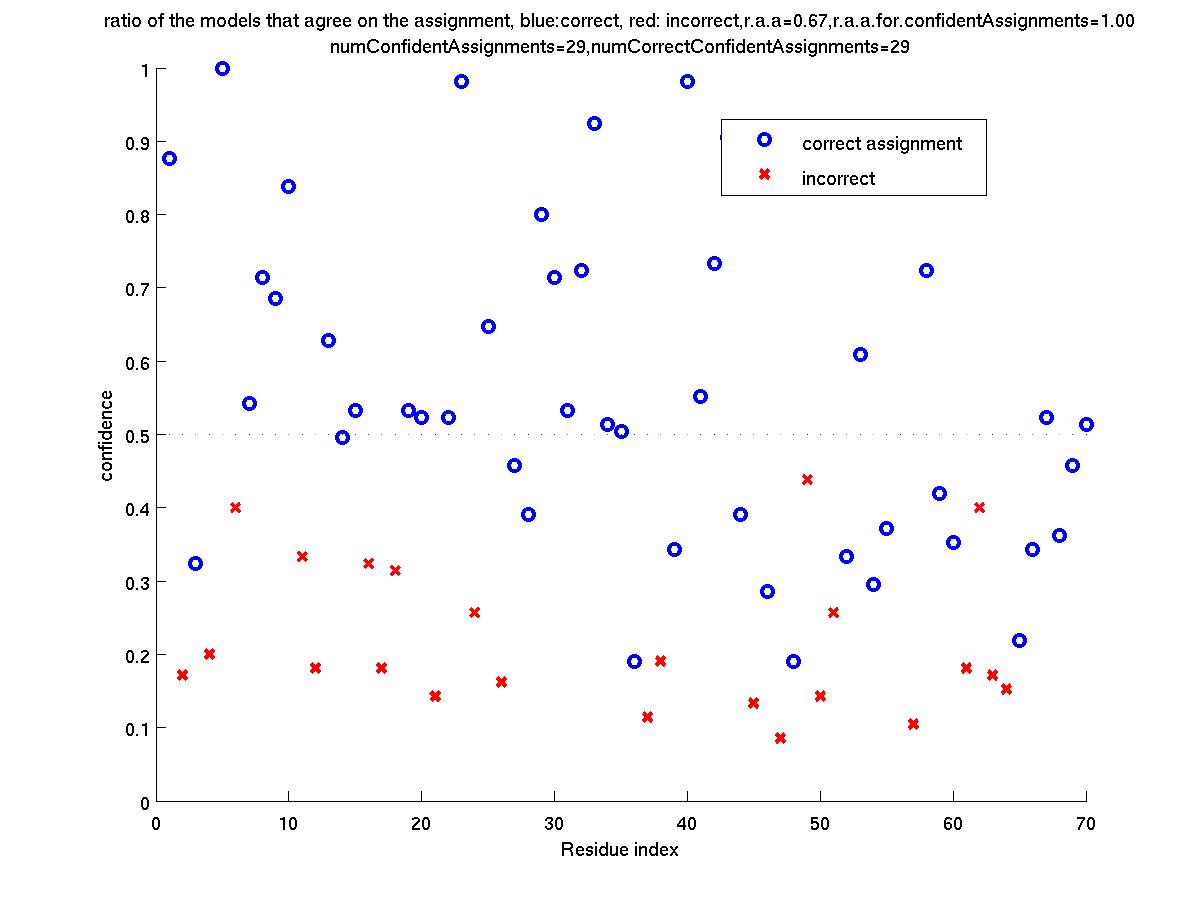 ratio of the models that agree on the assignment, blue:correct, red: incorrect,r.a.a=0.67,r.a.a.for.confidentAssignments=1.00
numConfidentAssignments=29,numCorrectConfidentAssignments=29
1
0.9
0.8
0.7
0.6
0.5
0.4
0.3
0.2
0.1
0
confidence
correct assignment
incorrect
0 10 20 30 40 50 60 70
Residue index